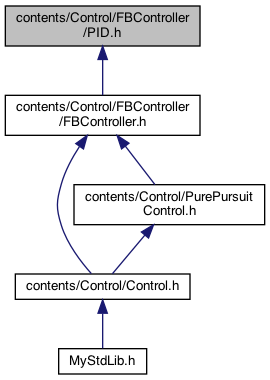 contents/Control/FBController
/PID.h
contents/Control/FBController
/FBController.h
contents/Control/PurePursuit
Control.h
contents/Control/Control.h
MyStdLib.h